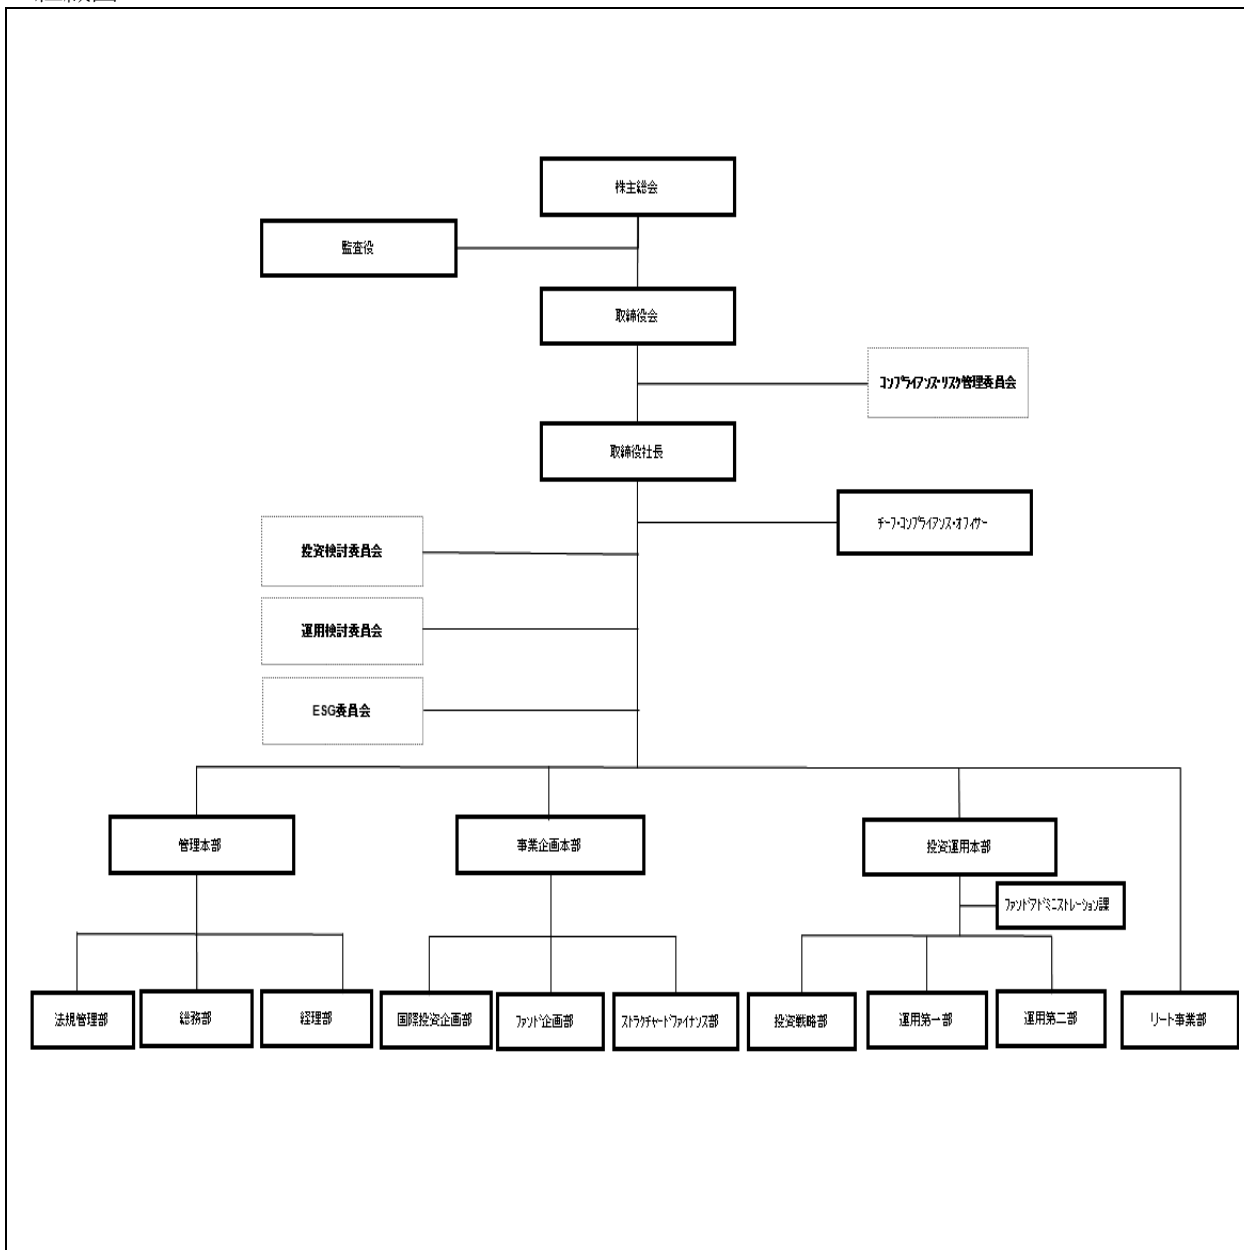 株主総会
監査役
取締役会
コンプライアンス・リスク管理委員会
取締役社長
チーフ・コンプライアンス・オフィサー
投資検討委員会
運用検討委員会
ESG委員会
管理本部
事業企画本部
投資運用本部
ファンドアドミニストレーション課
法規管理部
総務部
経理部
国際投資企画部
ファンド企画部
ストラクチャードファイナンス部
投資戦略部
運用第一部
運用第二部
リート事業部